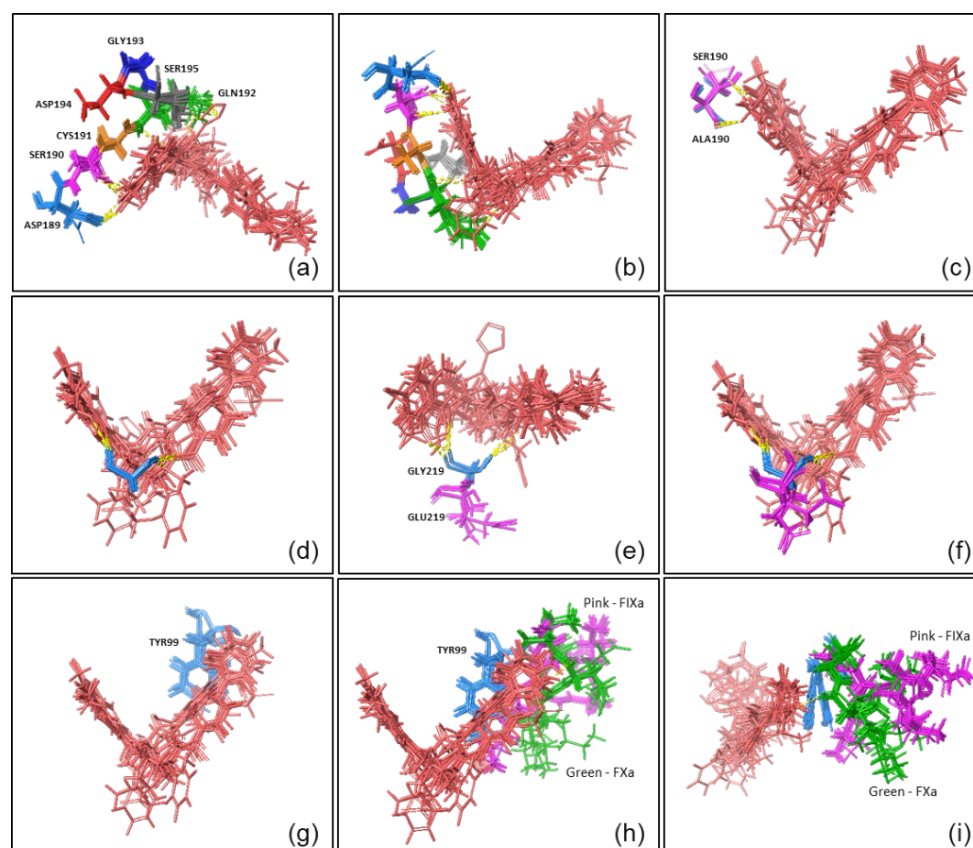 GLY193
SER195
ASP194
GLN192
CYS191
SER190
ASP189
(a)
(b)
SER190
ALA190
(c)
(d)
GLY219
GLU219
(e)
(f)
TYR99
(g)
Pink - FIXa
TYR99
Green - FXa
(h)
Pink - FIXa
Green - FXa
(i)